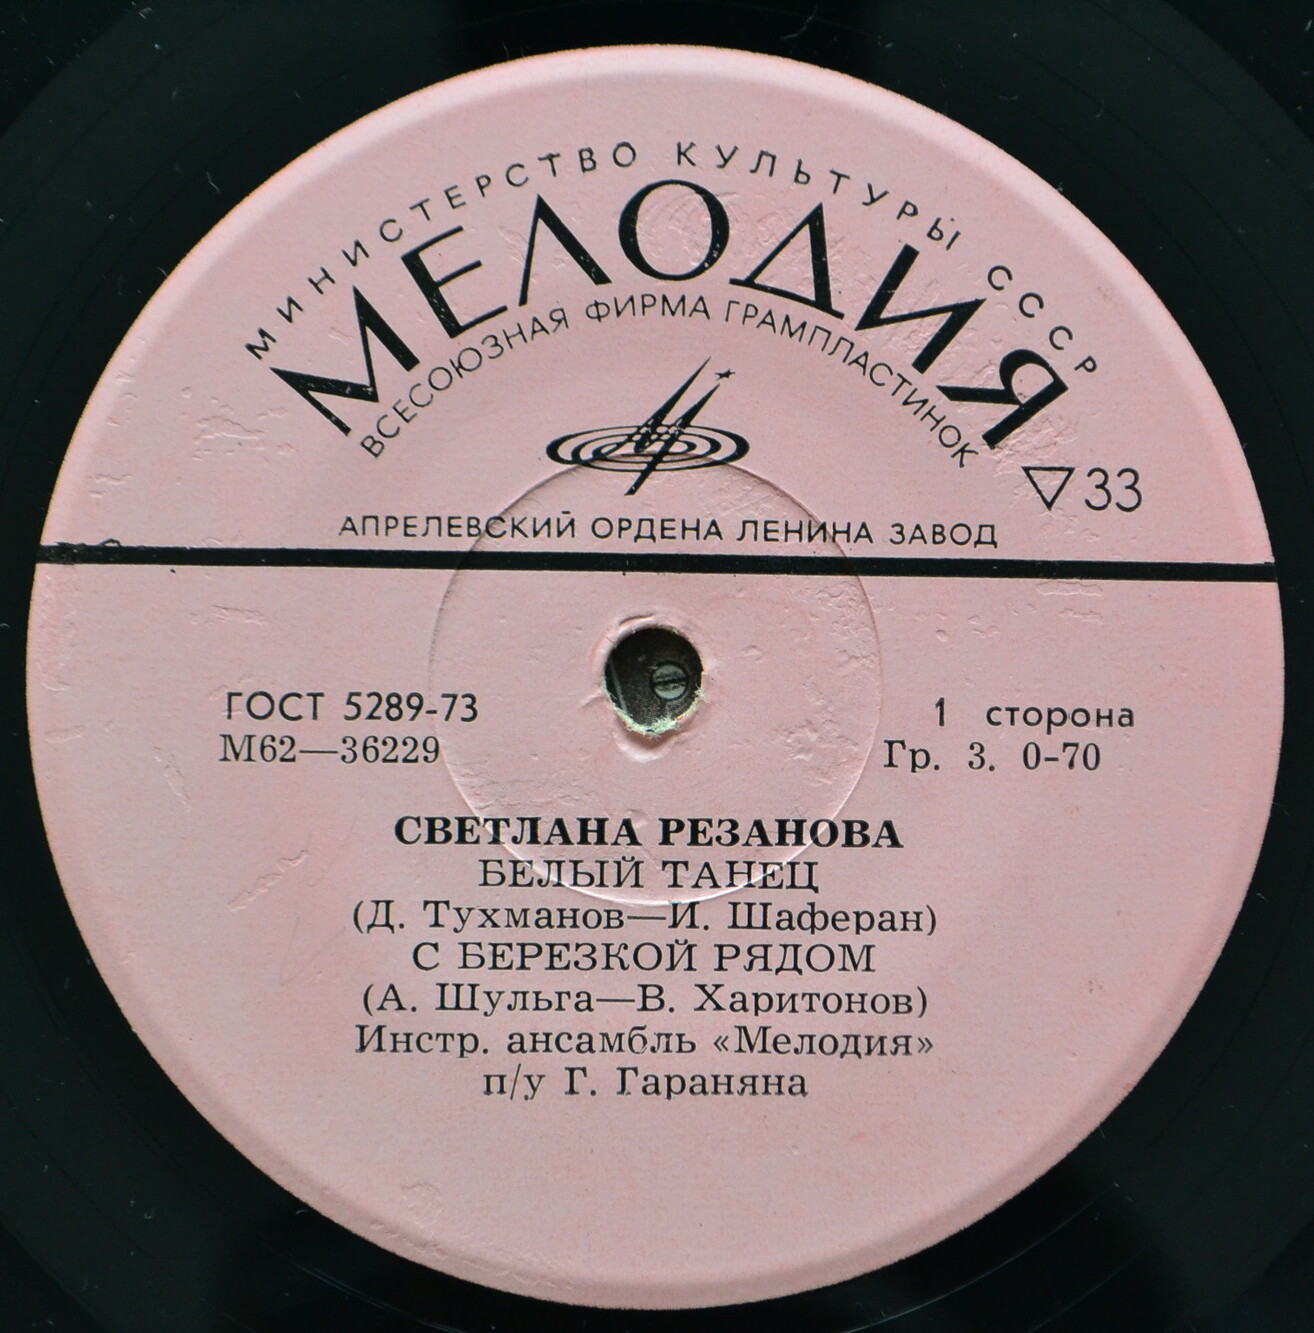 МИНИСТЕРСТВО КУЛЬТУРЫ СССР
МЕЛОДИЯ
ВСЕСОЮЗНАЯ ФИРМА ГРАМПЛАСТИНОК
33
АПРЕЛЕВСКИЙ ОРДЕНА ЛЕНИНА ЗАВОД
ГОСТ 5289-73
1 сторона
М62—36229
Гр. 3. 0-70
СВЕТЛАНА РЕЗАНОВА
БЕЛЫЙ ТАНЕЦ
(Д. Тухманов—И. Шаферан)
С БЕРЕЗКОЙ РЯДОМ
(А. Шульга—В. Харитонов)
Инстр. ансамбль «Мелодия»
п/у Г. Гараняна